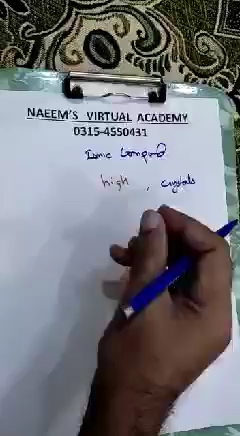 NAEEM'S VIRTUAL ACADEMY
0315-4550431
Ionic Compound
high , crystals